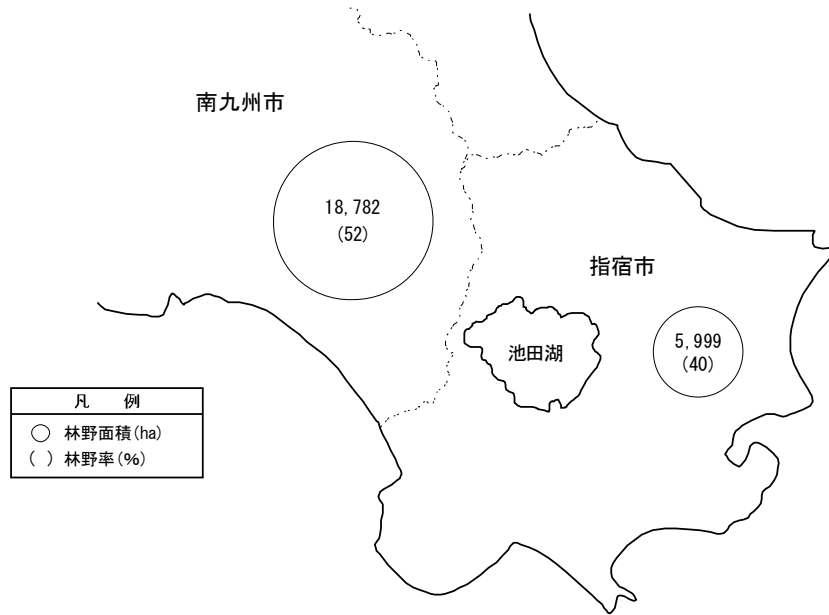 南九州市
18,782
(52)
指宿市
池田湖
5,999
(40)
凡 例
○ 林野面積(ha)
( ) 林野率(%)